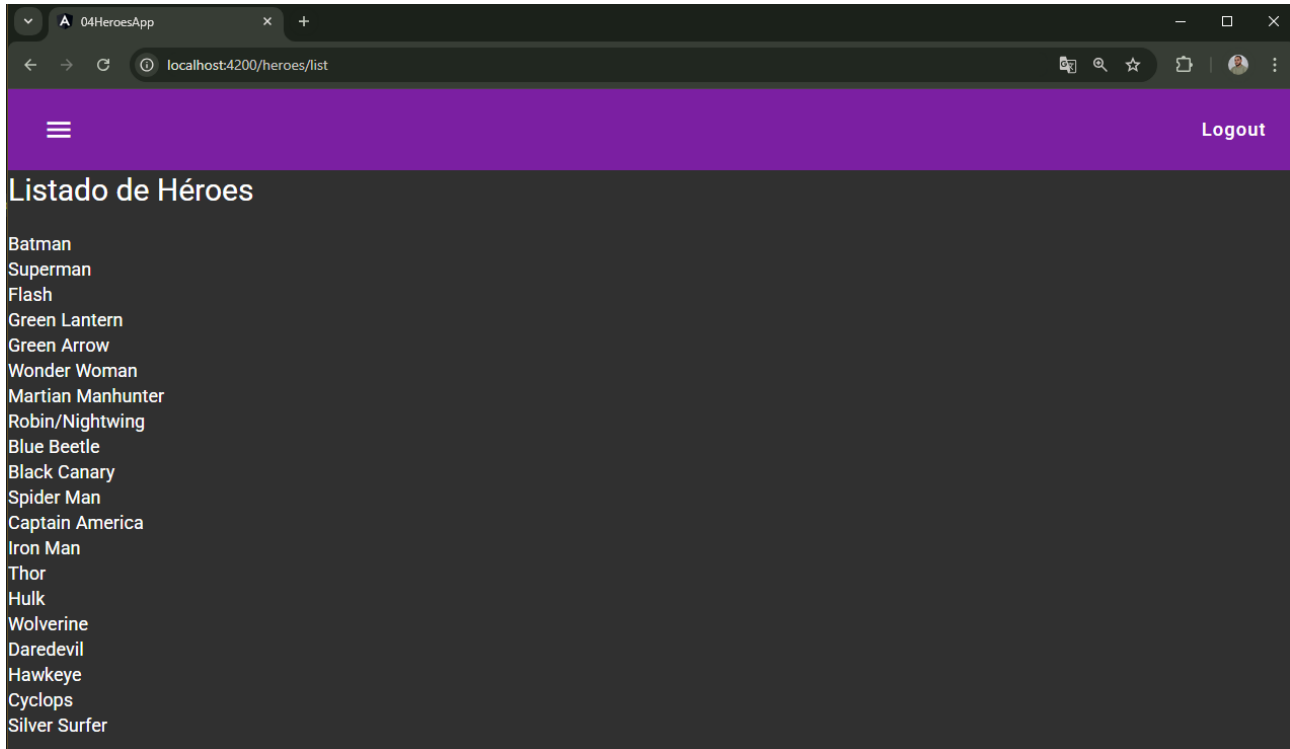 04HeroesApp
localhost:4200/heroes/list
Logout
Listado de Héroes
Batman
Superman
Flash
Green Lantern
Green Arrow
Wonder Woman
Martian Manhunter
Robin/Nightwing
Blue Beetle
Black Canary
Spider Man
Captain America
Iron Man
Thor
Hulk
Wolverine
Daredevil
Hawkeye
Cyclops
Silver Surfer